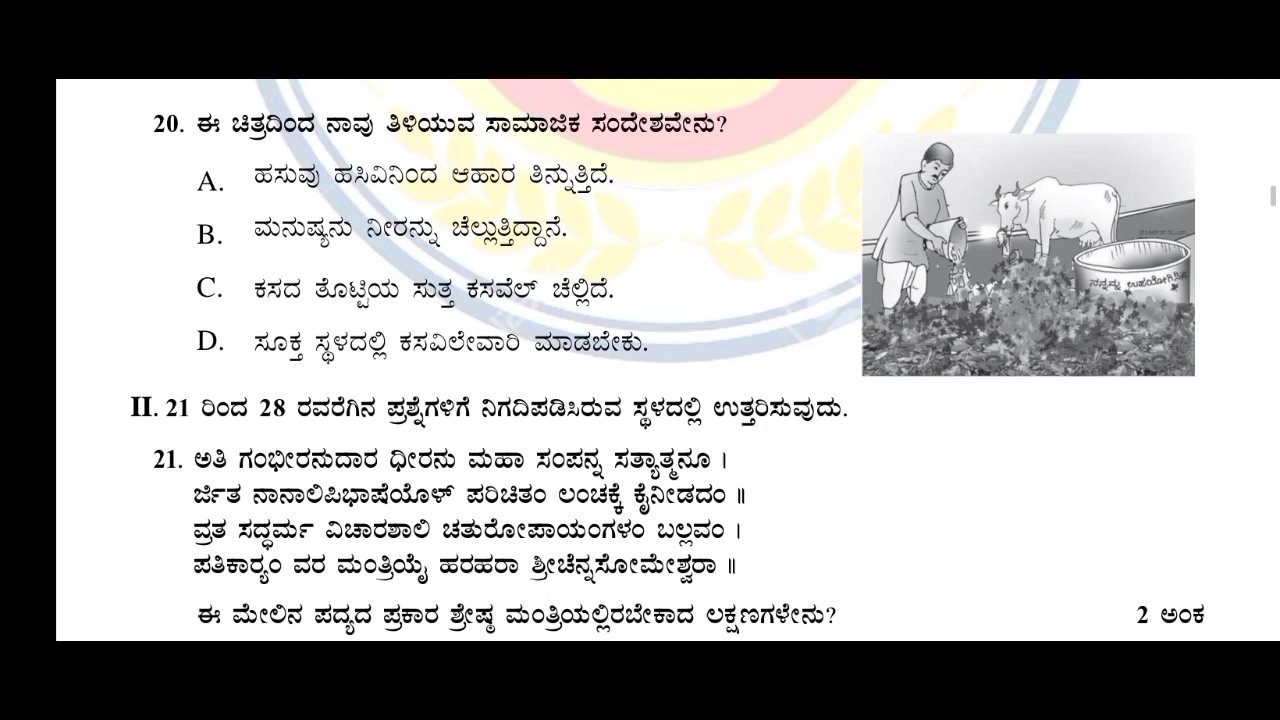 20. ಈ ಚಿತ್ರದಿಂದ ನಾವು ತಿಳಿಯುವ ಸಾಮಾಜಿಕ ಸಂದೇಶವೇನು?
A. ಹಸುವು ಹಸಿವಿನಿಂದ ಆಹಾರ ತಿನ್ನುತ್ತಿದೆ.
B. ಮನುಷ್ಯನು ನೀರನ್ನು ಚೆಲ್ಲುತ್ತಿದ್ದಾನೆ.
C. ಕಸದ ತೊಟ್ಟಿಯ ಸುತ್ತ ಕಸವೆಲ್ ಚೆಲ್ಲಿದೆ.
D. ಸೂಕ್ತ ಸ್ಥಳದಲ್ಲಿ ಕಸವಿಲೇವಾರಿ ಮಾಡಬೇಕು.
ನನ್ನನ್ನು ಉಪಯೋಗಿಸಿ
II. 21 ರಿಂದ 28 ರವರೆಗಿನ ಪ್ರಶ್ನೆಗಳಿಗೆ ನಿಗದಿಪಡಿಸಿರುವ ಸ್ಥಳದಲ್ಲಿ ಉತ್ತರಿಸುವುದು.
21. ಅತಿ ಗಂಭೀರನುದಾರ ಧೀರನು ಮಹಾ ಸಂಪನ್ನ ಸತ್ಯಾತ್ಮನೂ ।
ರ್ಜಿತ ನಾನಾಲಿಪಿಭಾಷೆಯೊಳ್ ಪರಿಚಿತಂ ಲಂಚಕ್ಕೆ ಕೈನೀಡದಂ ॥
ವ್ರತ ಸದ್ಧರ್ಮ ವಿಚಾರಶಾಲಿ ಚತುರೋಪಾಯಂಗಳಂ ಬಲ್ಲವಂ ।
ಪತಿಕಾರ‍್ಯಂ ವರ ಮಂತ್ರಿಯೈ ಹರಹರಾ ಶ್ರೀಚೆನ್ನಸೋಮೇಶ್ವರಾ ॥
ಈ ಮೇಲಿನ ಪದ್ಯದ ಪ್ರಕಾರ ಶ್ರೇಷ್ಠ ಮಂತ್ರಿಯಲ್ಲಿರಬೇಕಾದ ಲಕ್ಷಣಗಳೇನು? 2 ಅಂಕ